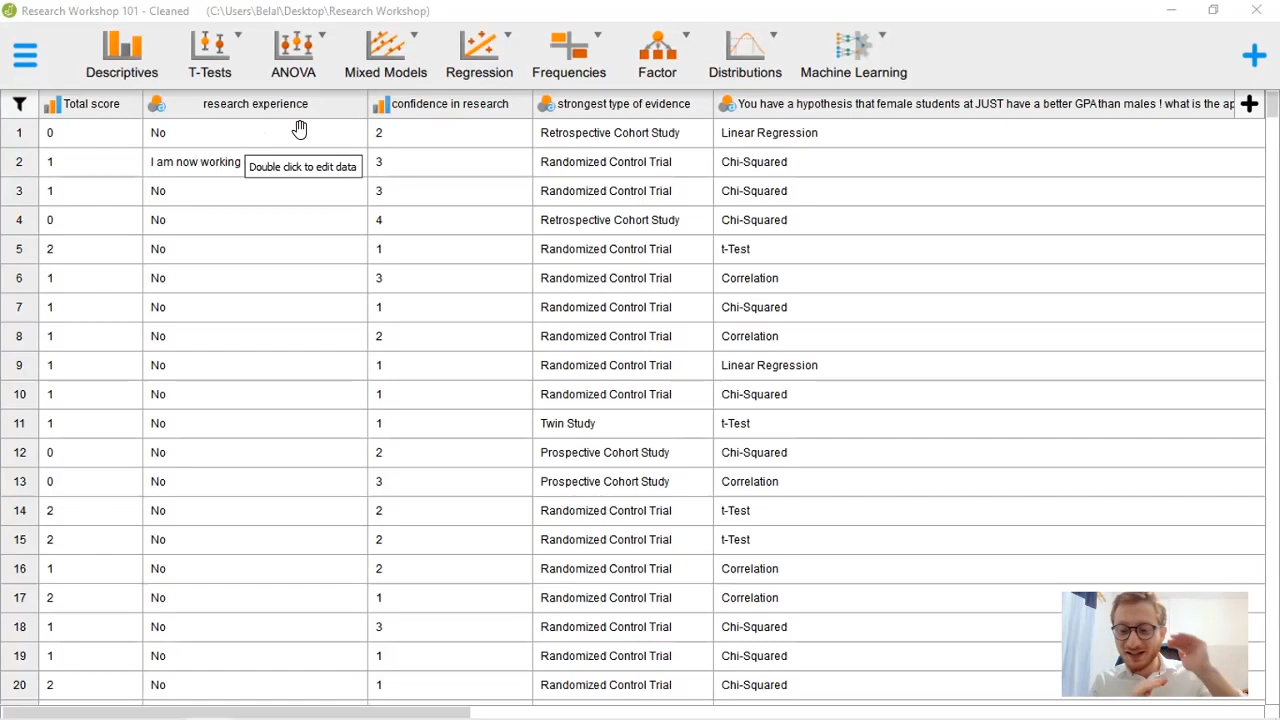 Research Workshop 101 - Cleaned (C:\Users\Belal\Desktop\Research Workshop)
Descriptives T-Tests ANOVA Mixed Models Regression Frequencies Factor Distributions Machine Learning
Total score research experience confidence in research strongest type of evidence You have a hypothesis that female students at JUST have a better GPA than males ! what is the ap
1 0 No 2 Retrospective Cohort Study Linear Regression
2 1 I am now working 3 Randomized Control Trial Chi-Squared
Double click to edit data
3 1 No 3 Randomized Control Trial Chi-Squared
4 0 No 4 Retrospective Cohort Study Chi-Squared
5 2 No 1 Randomized Control Trial t-Test
6 1 No 3 Randomized Control Trial Correlation
7 1 No 1 Randomized Control Trial Chi-Squared
8 1 No 2 Randomized Control Trial Correlation
9 1 No 1 Randomized Control Trial Linear Regression
10 1 No 1 Randomized Control Trial Chi-Squared
11 1 No 1 Twin Study t-Test
12 0 No 2 Prospective Cohort Study Chi-Squared
13 0 No 3 Prospective Cohort Study Correlation
14 2 No 2 Randomized Control Trial t-Test
15 2 No 2 Randomized Control Trial t-Test
16 1 No 2 Randomized Control Trial Correlation
17 2 No 1 Randomized Control Trial Correlation
18 1 No 3 Randomized Control Trial Chi-Squared
19 1 No 1 Randomized Control Trial Chi-Squared
20 2 No 1 Randomized Control Trial Chi-Squared